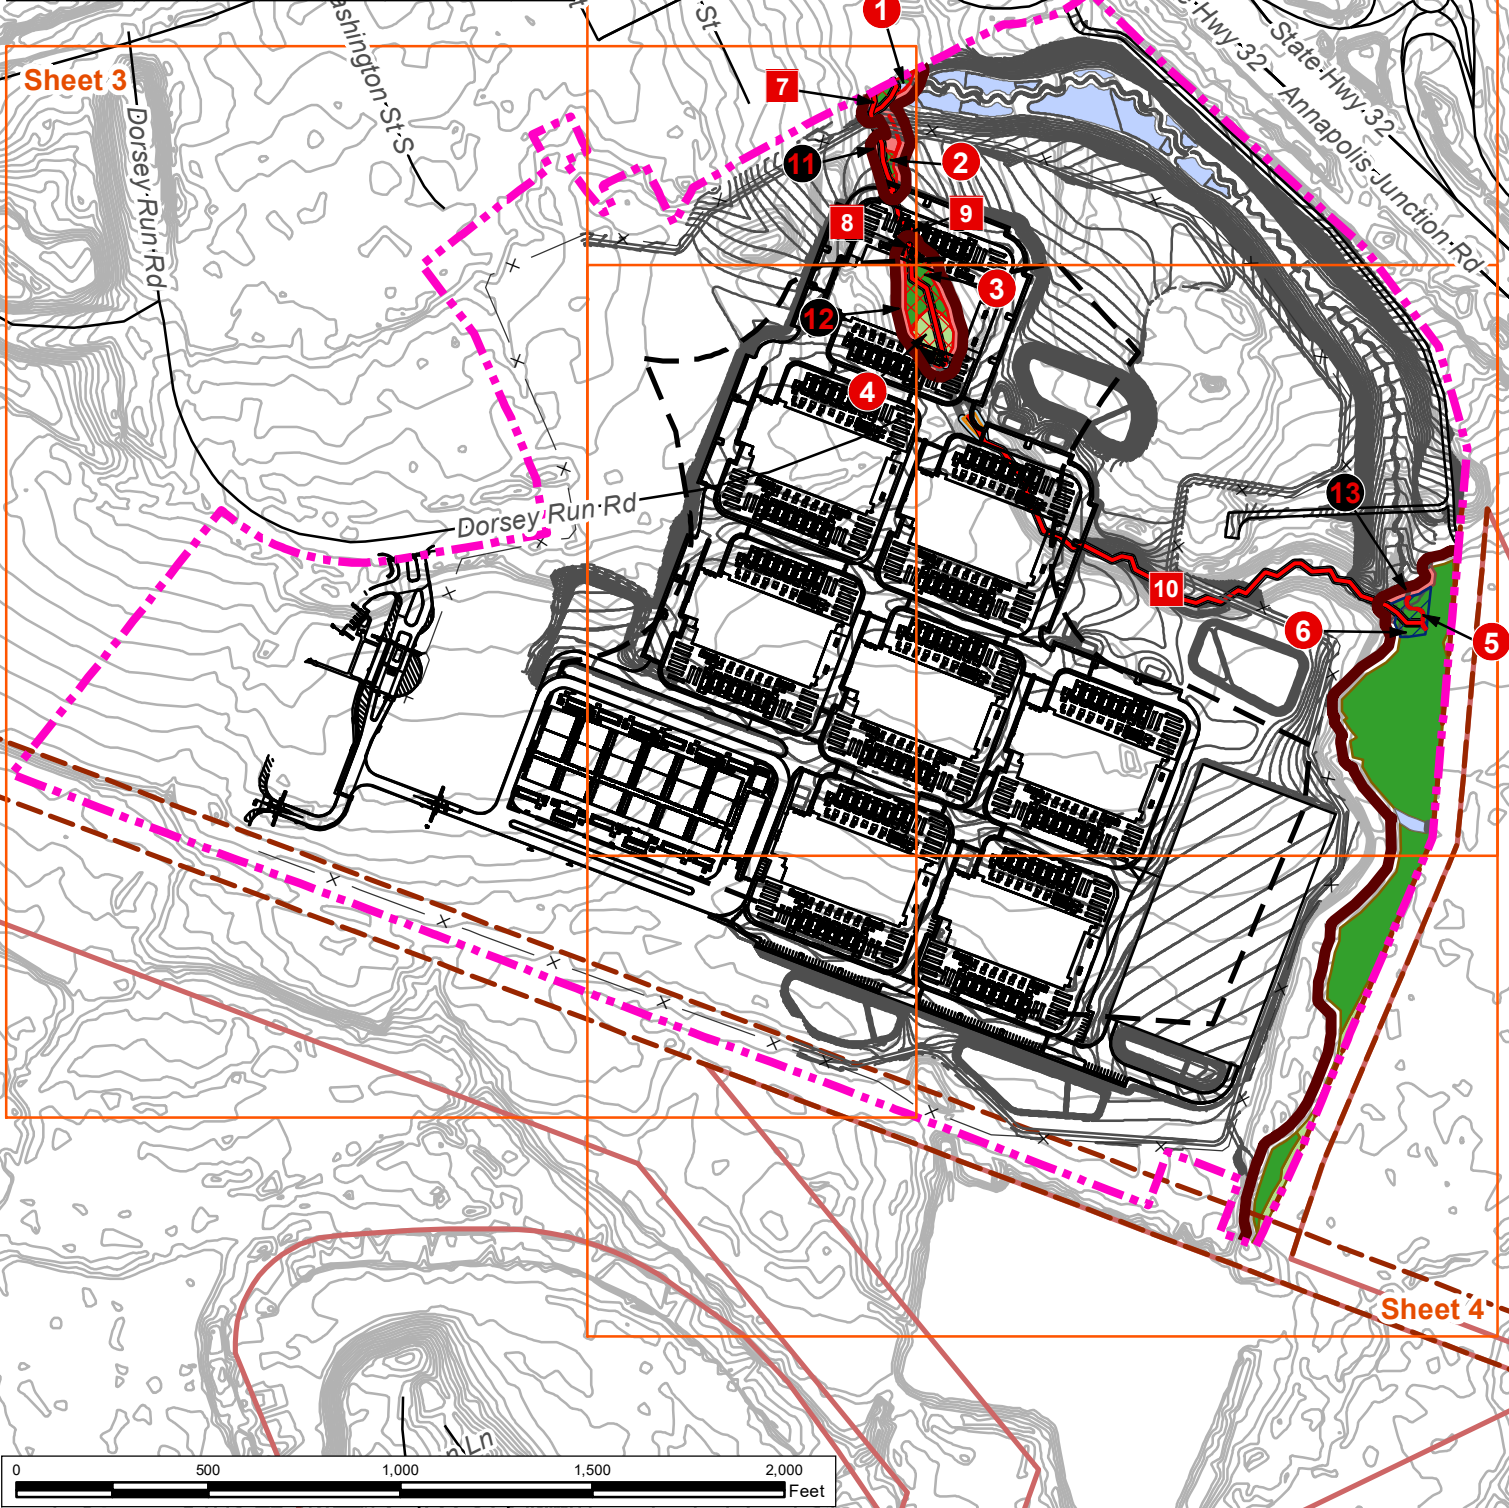 1
St
State-Hwy-32
Hwy-32
Annapolis-Junction-Rd
Sheet 3
7
ashington-St-S
Dorsey-Run-Rd
11
2
8
9
3
12
4
Dorsey Run-Rd
13
10
6
5
Sheet 4
Ln
0 500 1,000 1,500 2,000
Feet